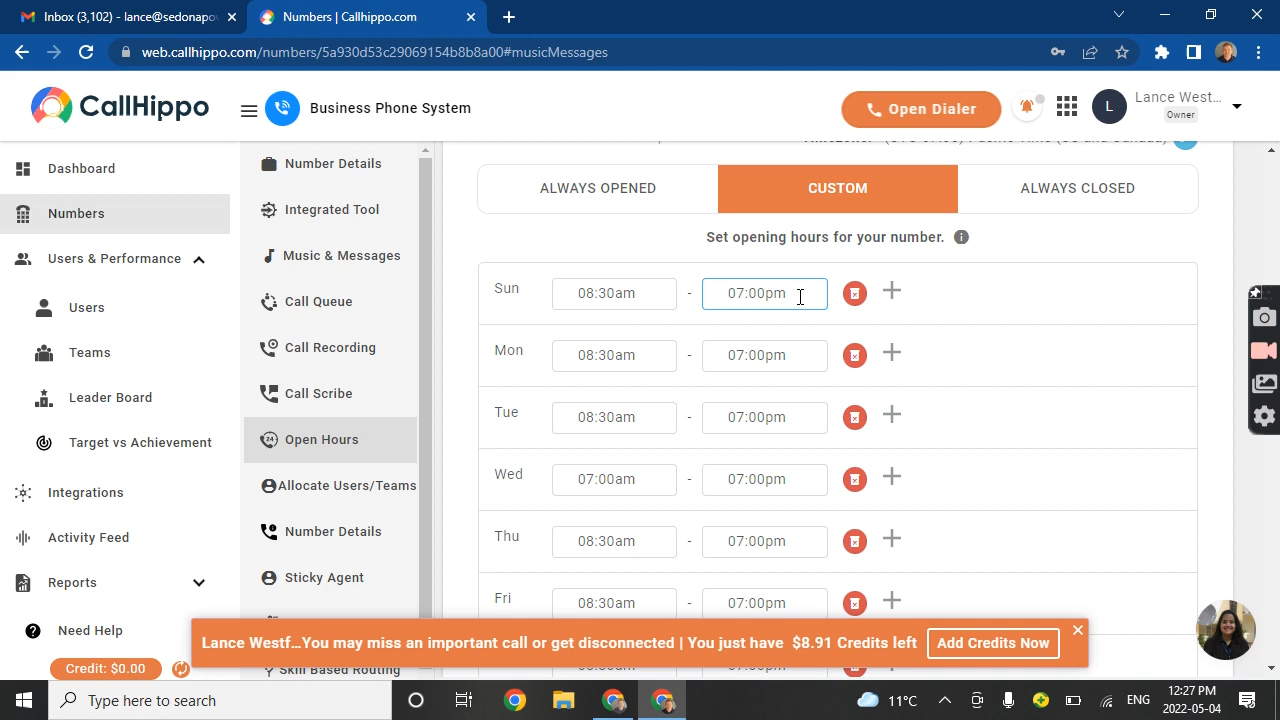 Inbox (3,102) - lance@sedonapo
Numbers | Callhippo.com
web.callhippo.com/numbers/5a930d53c29069154b8b8a00#musicMessages
CallHippo
Business Phone System
Open Dialer
L
Lance West...
Owner
Dashboard
Numbers
Users & Performance
Users
Teams
Leader Board
Target vs Achievement
Integrations
Activity Feed
Reports
Need Help
Credit: $0.00
Number Details
Integrated Tool
Music & Messages
Call Queue
Call Recording
Call Scribe
Open Hours
Allocate Users/Teams
Number Details
Sticky Agent
Skill Based Routing
ALWAYS OPENED
CUSTOM
ALWAYS CLOSED
Set opening hours for your number.
Sun 08:30am - 07:00pm
Mon 08:30am - 07:00pm
Tue 08:30am - 07:00pm
Wed 07:00am - 07:00pm
Thu 08:30am - 07:00pm
Fri 08:30am - 07:00pm
Lance Westf...You may miss an important call or get disconnected | You just have $8.91 Credits left
Add Credits Now
Type here to search
11°C
ENG
12:27 PM
2022-05-04